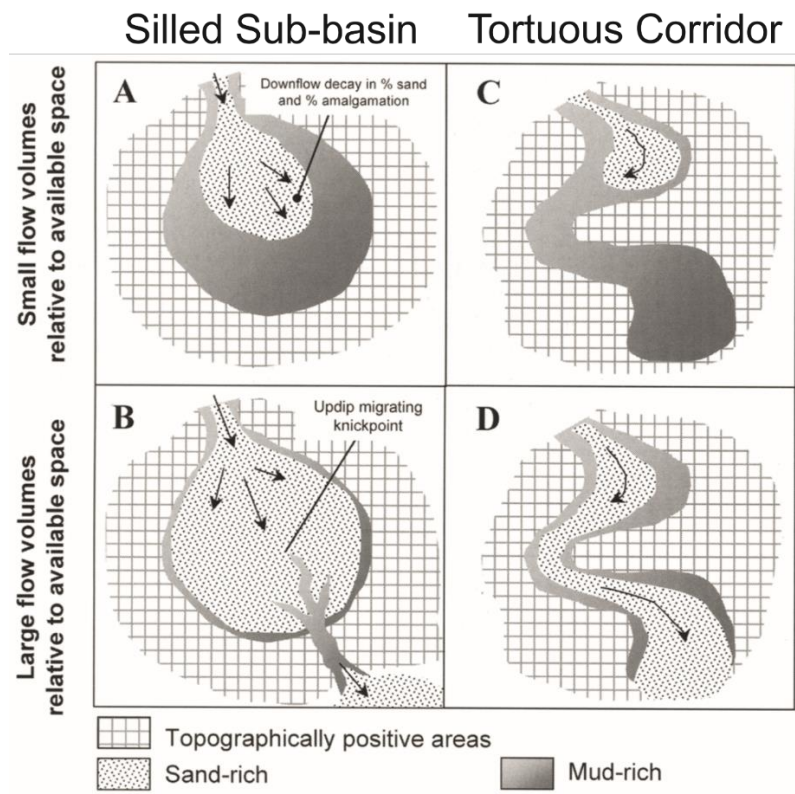 Silled Sub-basin
Tortuous Corridor
Small flow volumes
relative to available space
A
Downflow decay in % sand
and % amalgamation
C
Large flow volumes
relative to available space
B
Updip migrating
knickpoint
D
Topographically positive areas
Sand-rich
Mud-rich